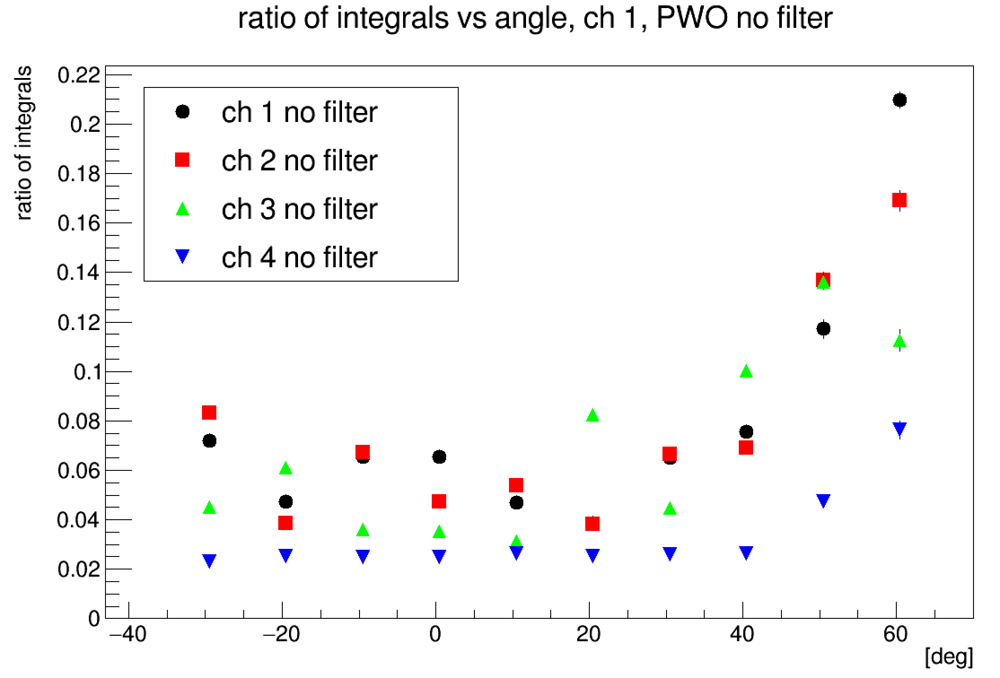 ratio of integrals vs angle, ch 1, PWO no filter
ratio of integrals
0.22
0.2
0.18
0.16
0.14
0.12
0.1
0.08
0.06
0.04
0.02
0
ch 1 no filter
ch 2 no filter
ch 3 no filter
ch 4 no filter
−40 −20 0 20 40 60
[deg]